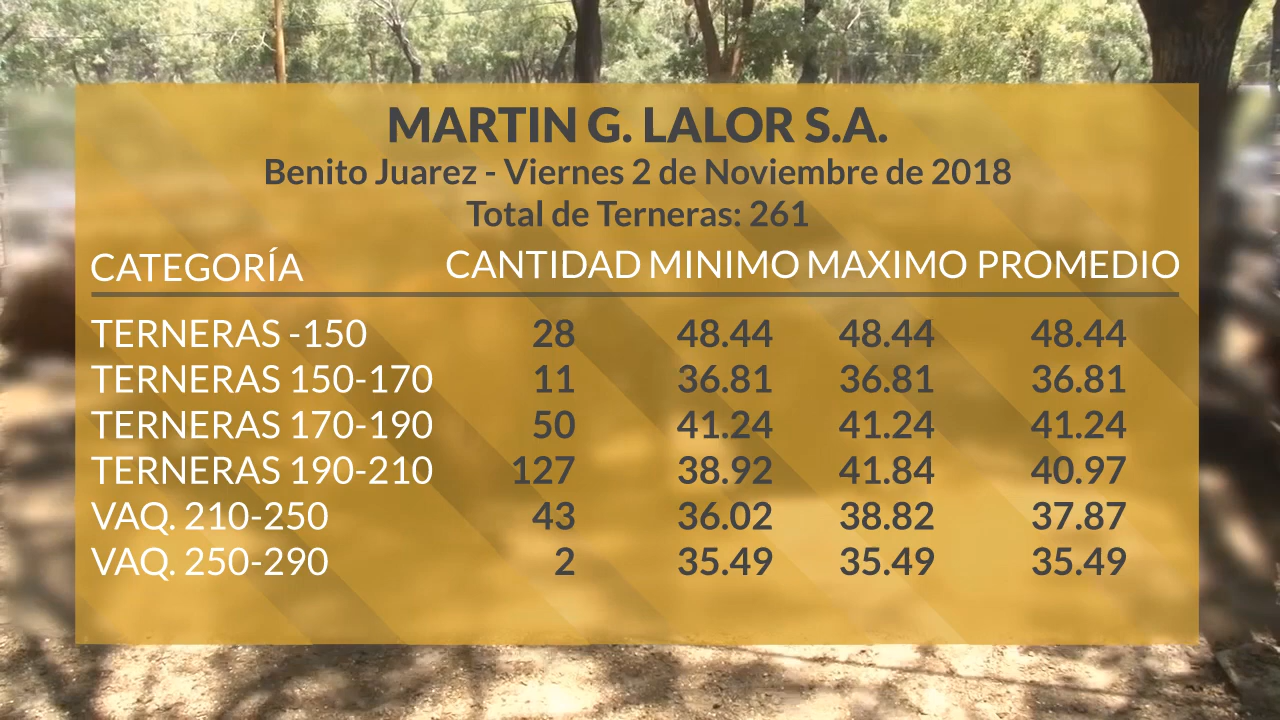 MARTIN G. LALOR S.A.
Benito Juarez - Viernes 2 de Noviembre de 2018
Total de Terneras: 261
CATEGORÍA CANTIDAD MINIMO MAXIMO PROMEDIO
TERNERAS -150 28 48.44 48.44 48.44
TERNERAS 150-170 11 36.81 36.81 36.81
TERNERAS 170-190 50 41.24 41.24 41.24
TERNERAS 190-210 127 38.92 41.84 40.97
VAQ. 210-250 43 36.02 38.82 37.87
VAQ. 250-290 2 35.49 35.49 35.49